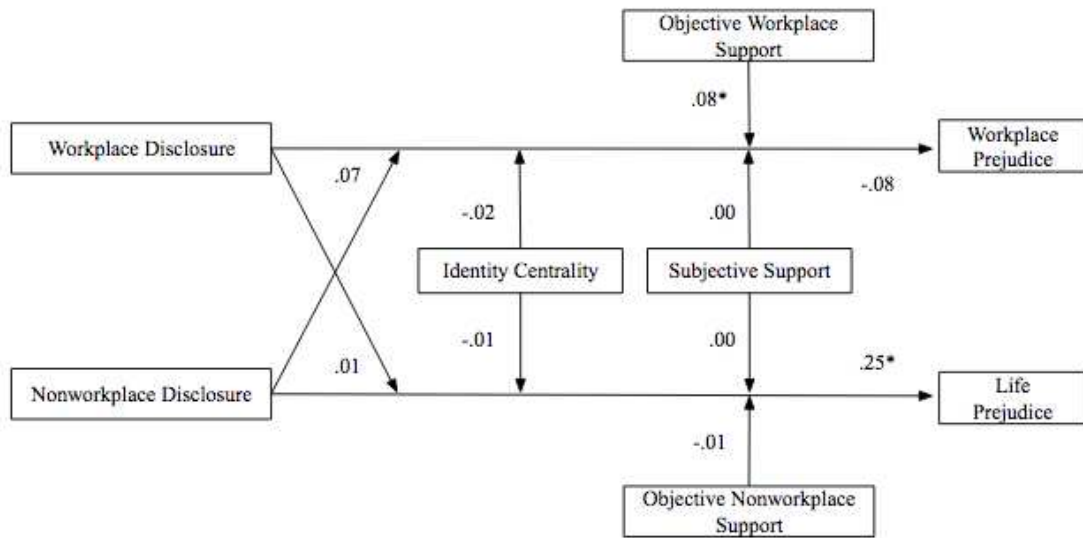 Objective Workplace
Support
.08*
Workplace Disclosure
Workplace
Prejudice
.07
-.08
-.02
.00
Identity Centrality
Subjective Support
-.01
.00
.01
.25*
Nonworkplace Disclosure
Life
Prejudice
-.01
Objective Nonworkplace
Support